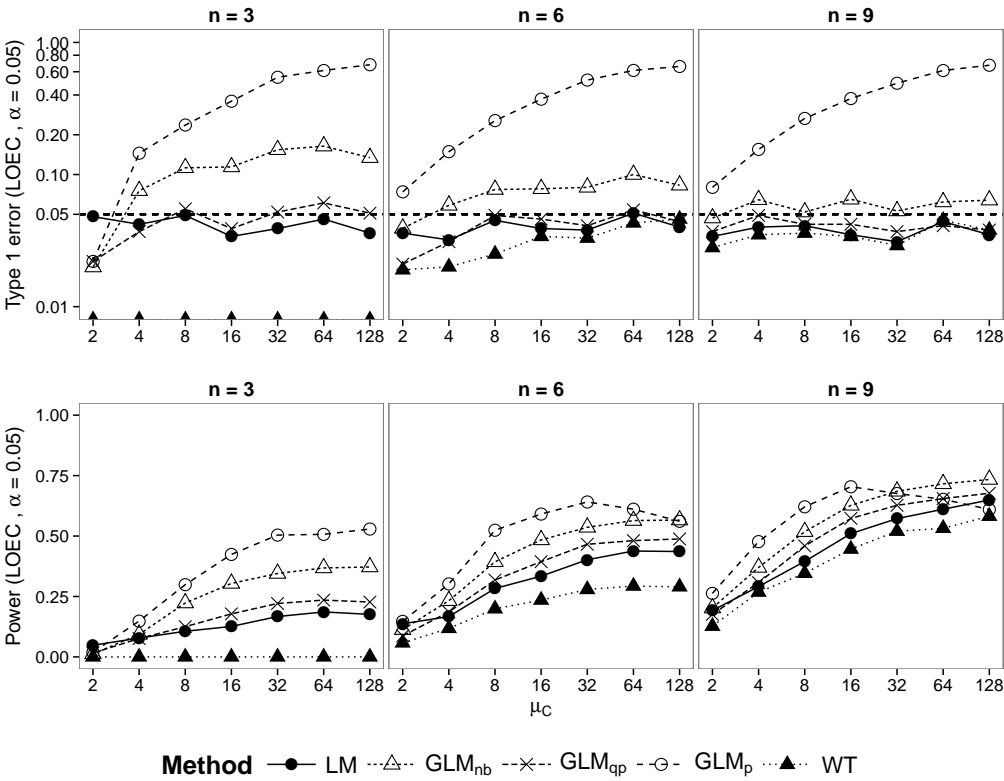 n = 3 n = 6 n = 9
Type 1 error (LOEC , α = 0.05)
1.00
0.80
0.60
0.40
0.20
0.10
0.05
0.01
2 4 8 16 32 64 128 2 4 8 16 32 64 128 2 4 8 16 32 64 128
n = 3 n = 6 n = 9
Power (LOEC , α = 0.05)
1.00
0.75
0.50
0.25
0.00
2 4 8 16 32 64 128 2 4 8 16 32 64 128 2 4 8 16 32 64 128
μC
Method LM GLMnb GLMqp GLMp WT